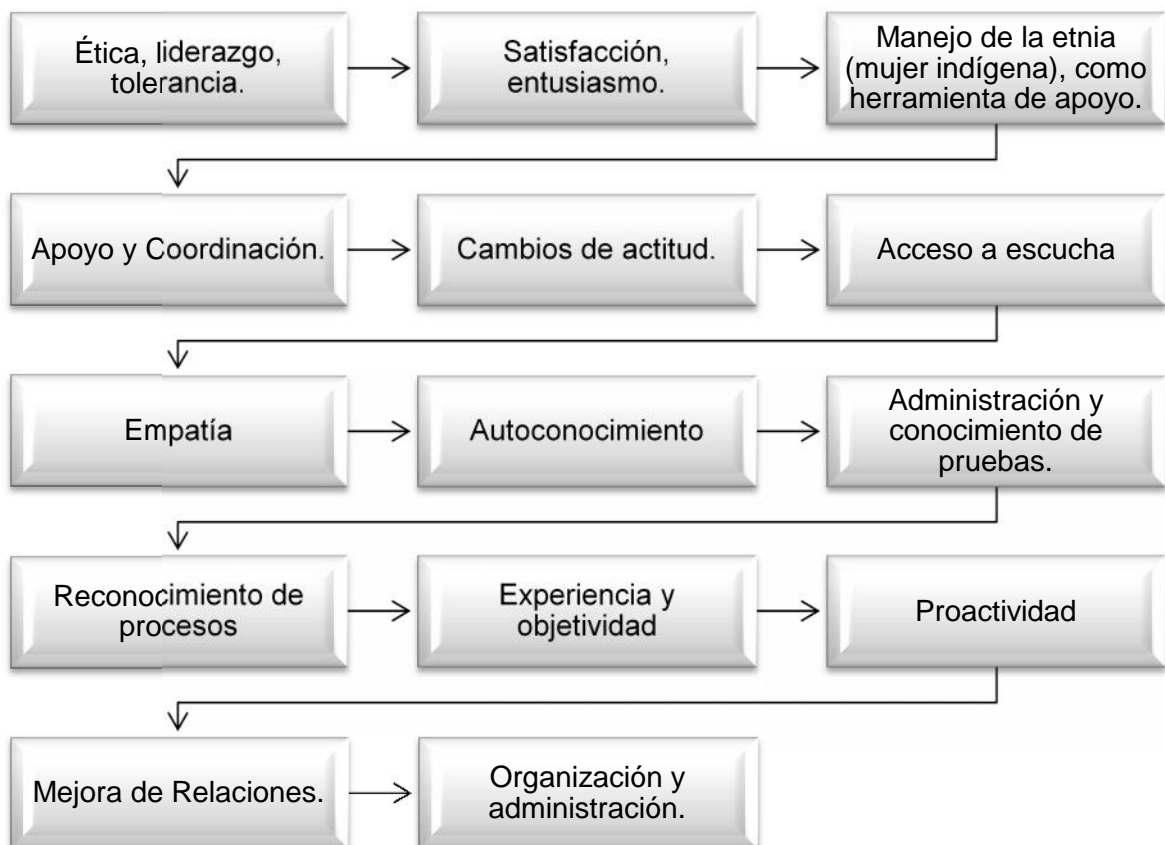 Ética, liderazgo,
tolerancia.
Satisfacción,
entusiasmo.
Manejo de la etnia
(mujer indígena), como
herramienta de apoyo.
Apoyo y Coordinación.
Cambios de actitud.
Acceso a escucha
Empatía
Autoconocimiento
Administración y
conocimiento de
pruebas.
Reconocimiento de
procesos
Experiencia y
objetividad
Proactividad
Mejora de Relaciones.
Organización y
administración.